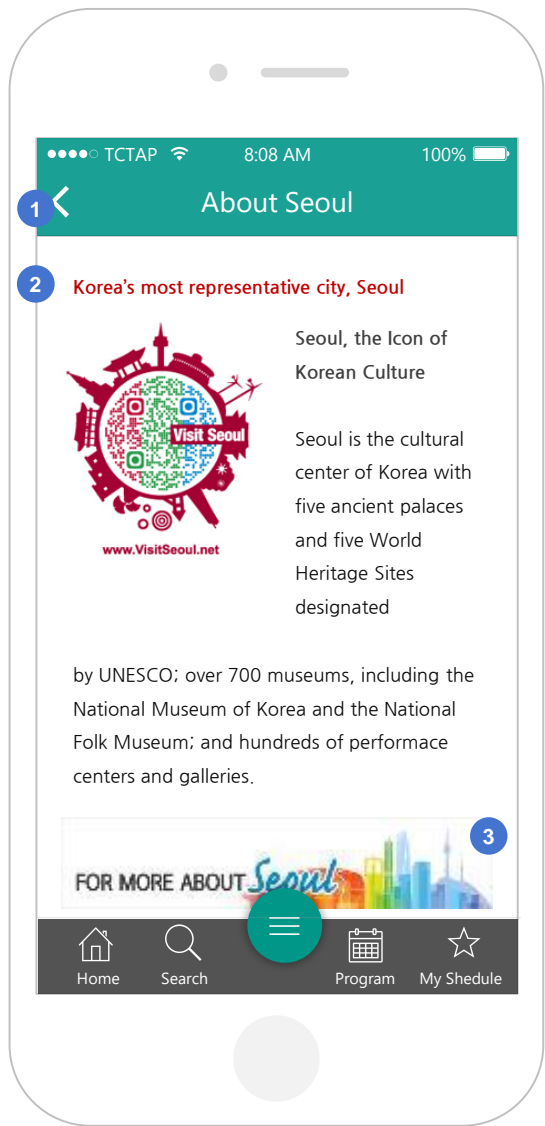 TCTAP 8:08 AM 100%
1
About Seoul
2
Korea's most representative city, Seoul
Seoul, the Icon of
Korean Culture
Visit Seoul
www.VisitSeoul.net
Seoul is the cultural
center of Korea with
five ancient palaces
and five World
Heritage Sites
designated
by UNESCO; over 700 museums, including the
National Museum of Korea and the National
Folk Museum; and hundreds of performace
centers and galleries.
3
FOR MORE ABOUT Seoul
Home Search Program My Shedule